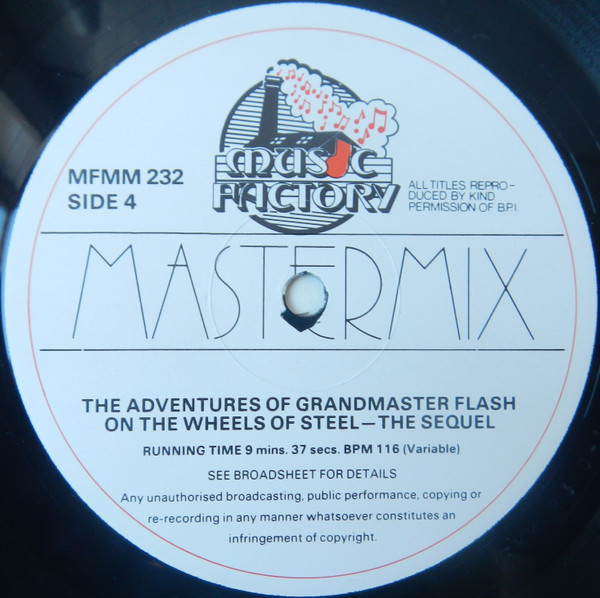 MUSIC
FACTORY
MFMM 232
SIDE 4
ALL TITLES REPRO-
DUCED BY KIND
PERMISSION OF B.P.I.
MASTERMIX
THE ADVENTURES OF GRANDMASTER FLASH
ON THE WHEELS OF STEEL—THE SEQUEL
RUNNING TIME 9 mins. 37 secs. BPM 116 (Variable)
SEE BROADSHEET FOR DETAILS
Any unauthorised broadcasting, public performance, copying or
re-recording in any manner whatsoever constitutes an
infringement of copyright.